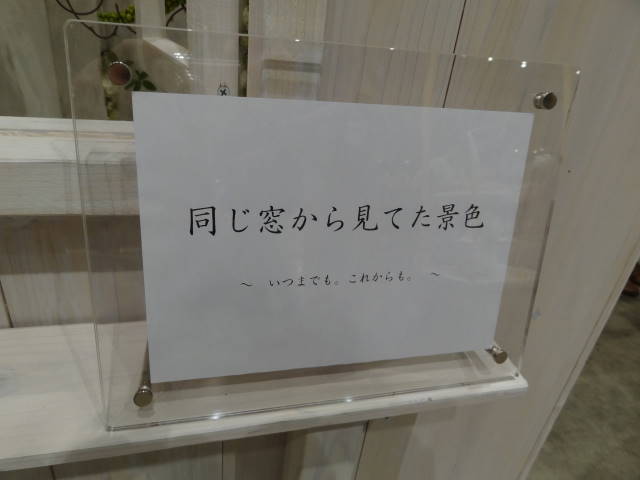 同じ窓から見てた景色
～ いつまでも。これからも。 ～